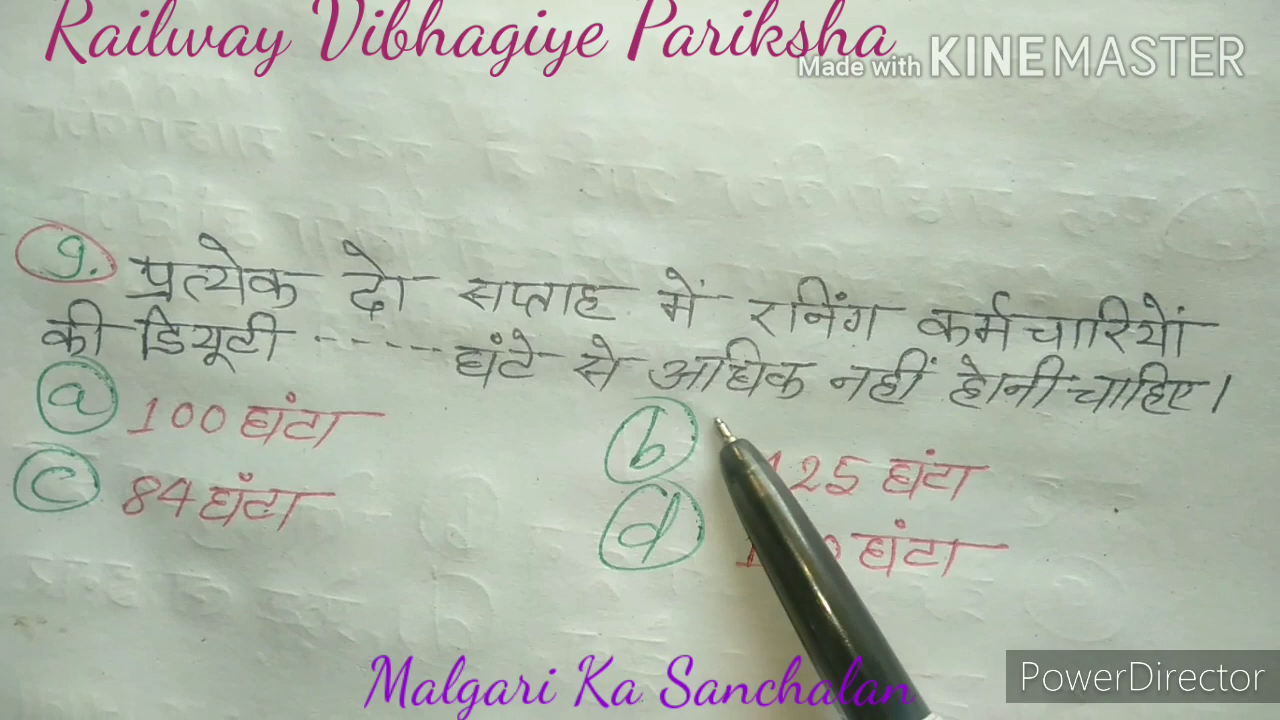 Railway Vibhagiye Pariksha
Made with KINEMASTER
9. प्रत्येक दो सप्ताह में रनिंग कर्मचारियों
की डियूटी ------ घंटे से अधिक नहीं होनी चाहिए।
a 100 घंटा
b 125 घंटा
c 84 घंटा
d घंटा
Malgari Ka Sanchalan
PowerDirector